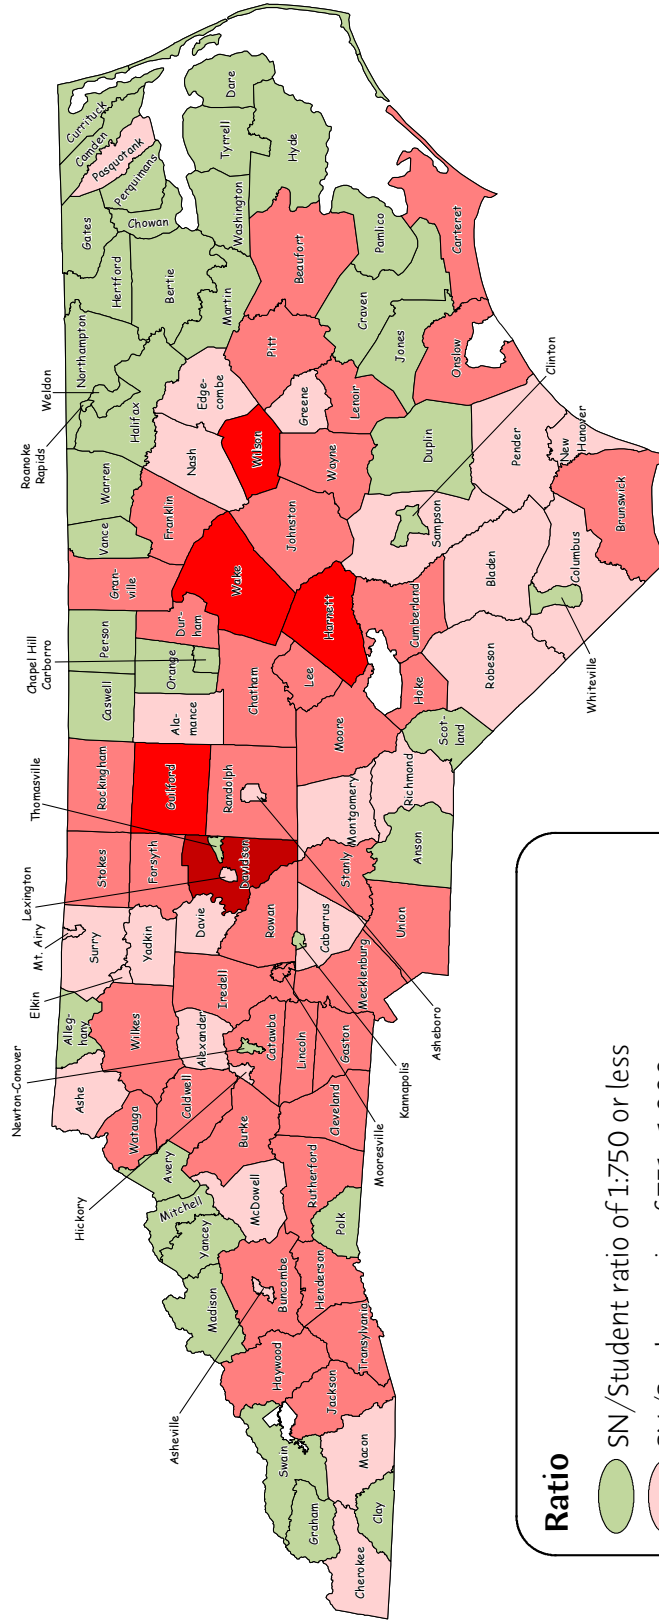 Newton-Conover
Elkin
Mt. Airy
Lexington
Thomasville
Chapel Hill
Carborro
Roanoke
Rapids
Weldon
Hickory
Asheville
Mooresville
Kannapolis
Asheboro
Whiteville
Clinton
Cherokee
Graham
Clay
Swain
Macon
Jackson
Haywood
Transylvania
Madison
Buncombe
Henderson
Yancey
Mitchell
Avery
McDowell
Polk
Rutherford
Burke
Cleveland
Watauga
Caldwell
Ashe
Alleg-
hany
Wilkes
Alexander
Catawba
Lincoln
Gaston
Iredell
Mecklenburg
Surry
Yadkin
Davie
Rowan
Cabarrus
Union
Stokes
Forsyth
Davidson
Stanly
Anson
Rockingham
Guilford
Randolph
Montgomery
Richmond
Caswell
Ala-
mance
Chatham
Moore
Scot-
land
Person
Orange
Dur-
ham
Lee
Hoke
Robeson
Gran-
ville
Wake
Harnett
Cumberland
Bladen
Columbus
Vance
Warren
Franklin
Johnston
Sampson
Brunswick
Halifax
Northampton
Nash
Wilson
Wayne
Duplin
Pender
New
Hanover
Edge-
combe
Greene
Lenoir
Pitt
Jones
Onslow
Craven
Carteret
Pamlico
Beaufort
Martin
Bertie
Hertford
Gates
Chowan
Perquimans
Pasquotank
Camden
Currituck
Washington
Tyrrell
Dare
Hyde
Ratio
SN/Student ratio of 1:750 or less